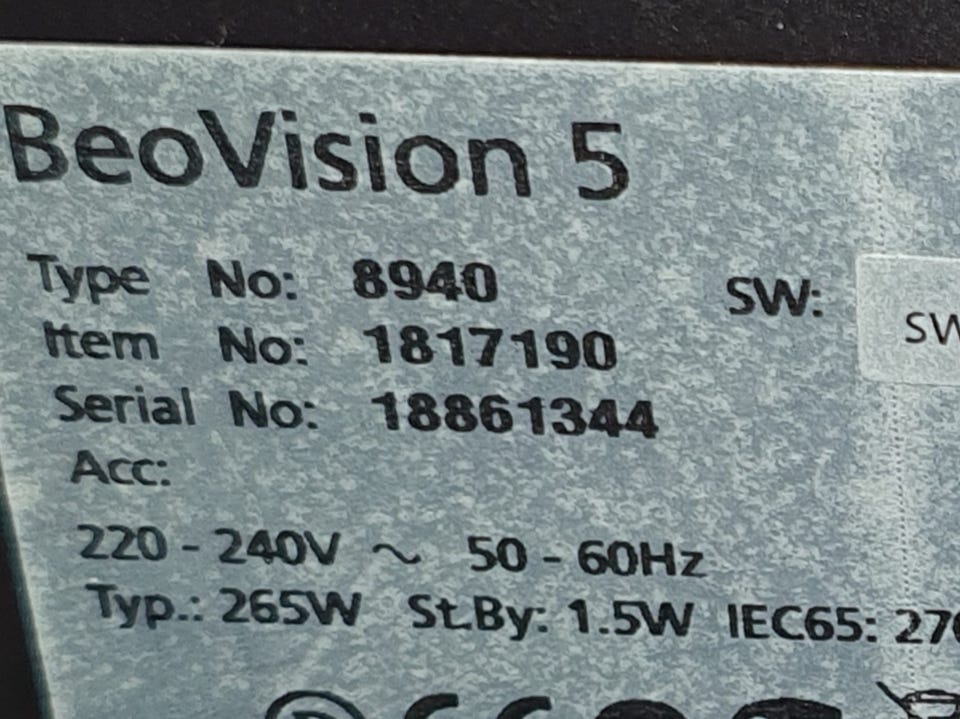 BeoVision 5
Type No: 8940 SW: SW
Item No: 1817190
Serial No: 18861344
Acc:
220 - 240V ~ 50 - 60Hz
Typ.: 265W St.By: 1.5W IEC65: